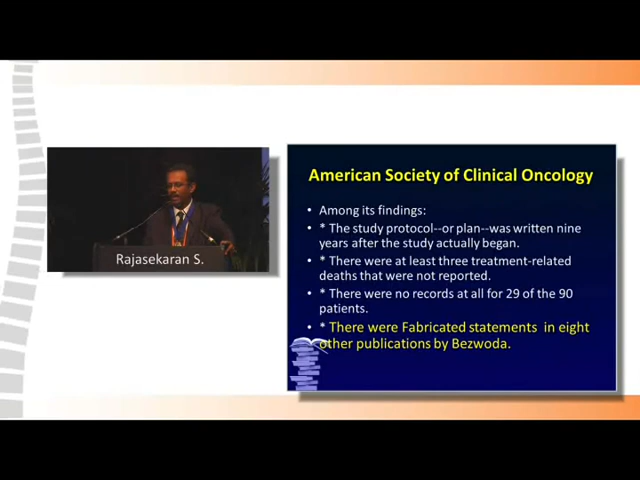 Rajasekaran S.
American Society of Clinical Oncology
• Among its findings:
• * The study protocol--or plan--was written nine
years after the study actually began.
• * There were at least three treatment-related
deaths that were not reported.
• * There were no records at all for 29 of the 90
patients.
• * There were Fabricated statements in eight
other publications by Bezwoda.